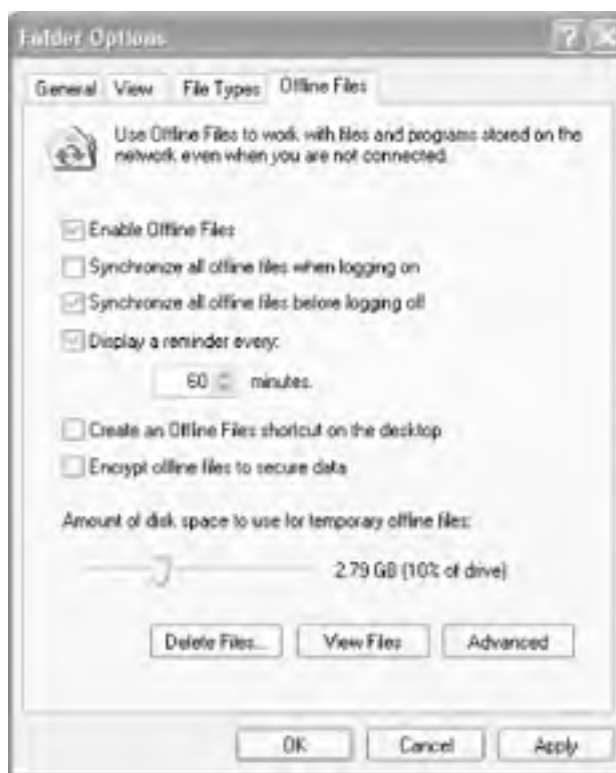 Folder Options
General View File Types Offline Files
Use Offline Files to work with files and programs stored on the
network even when you are not connected.
Enable Offline Files
Synchronize all offline files when logging on
Synchronize all offline files before logging off
Display a reminder every:
60 minutes.
Create an Offline Files shortcut on the desktop
Encrypt offline files to secure data
Amount of disk space to use for temporary offline files:
2.79 GB (10% of drive)
Delete Files... View Files Advanced
OK Cancel Apply